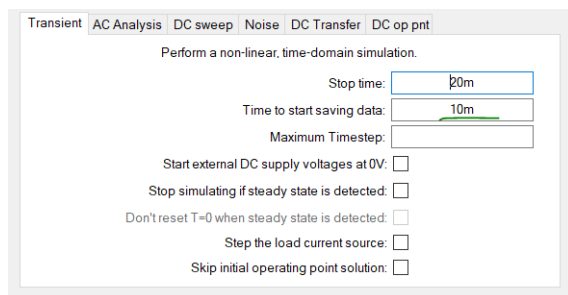 Transient AC Analysis DC sweep Noise DC Transfer DC op pnt
Perform a non-linear, time-domain simulation.
Stop time: 20m
Time to start saving data: 10m
Maximum Timestep:
Start external DC supply voltages at 0V:
Stop simulating if steady state is detected:
Don't reset T=0 when steady state is detected:
Step the load current source:
Skip initial operating point solution: